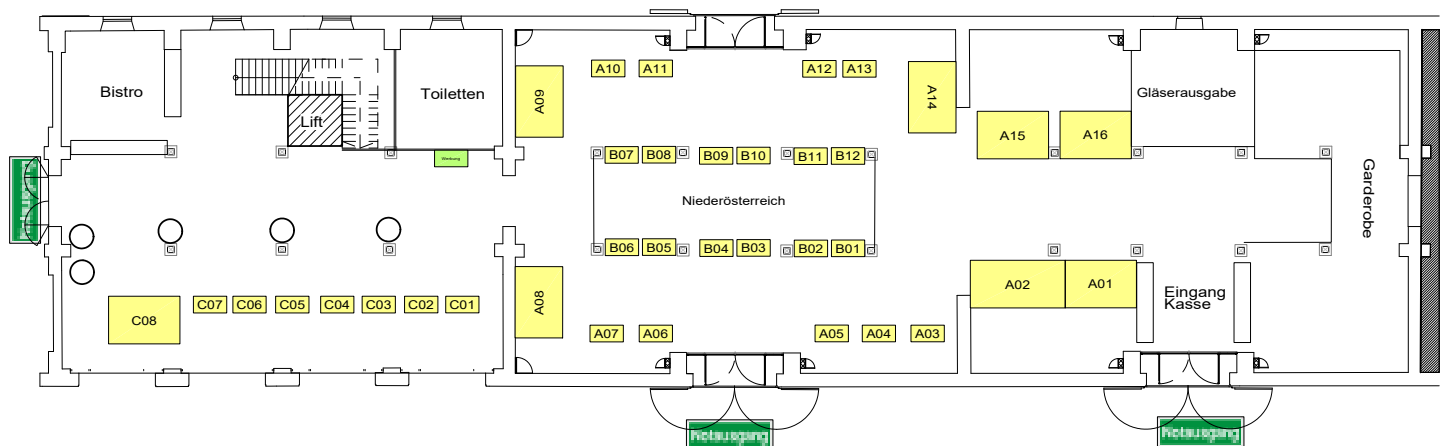 Bistro
Toiletten
Lift
Werbung
Notausgang
A09
A10
A11
A12
A13
A14
A15
A16
Gläserausgabe
Garderobe
B07
B08
B09
B10
B11
B12
Niederösterreich
B06
B05
B04
B03
B02
B01
C08
C07
C06
C05
C04
C03
C02
C01
A08
A07
A06
A05
A04
A03
A02
A01
Eingang
Kasse
Notausgang
Notausgang